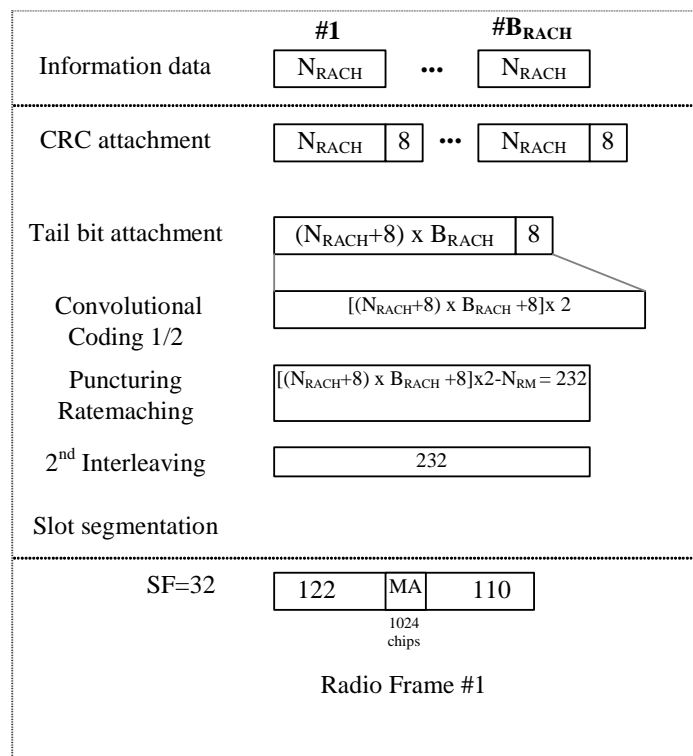 #1 #B_RACH
Information data N_RACH ... N_RACH
CRC attachment N_RACH 8 ... N_RACH 8
Tail bit attachment (N_RACH+8) x B_RACH 8
Convolutional Coding 1/2 [(N_RACH+8) x B_RACH +8]x 2
Puncturing Ratemaching [(N_RACH+8) x B_RACH +8]x2-N_RM = 232
2nd Interleaving 232
Slot segmentation
SF=32 122 MA 110
1024
chips
Radio Frame #1